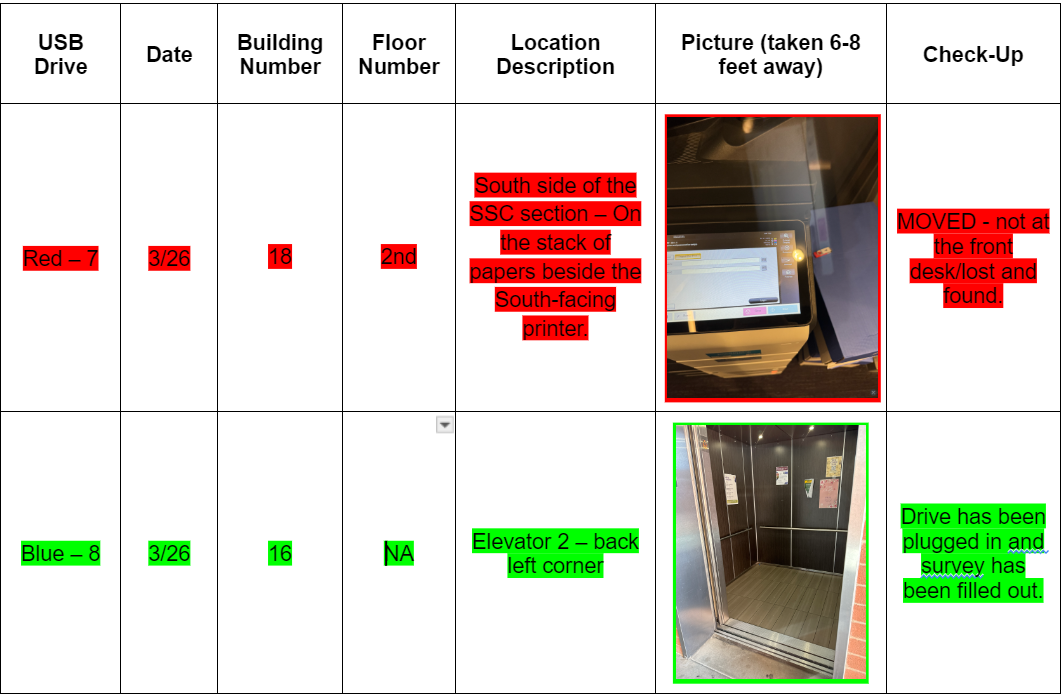 USB Drive
Date
Building Number
Floor Number
Location Description
Picture (taken 6-8 feet away)
Check-Up
Red – 7
3/26
18
2nd
South side of the
SSC section – On
the stack of
papers beside the
South-facing
printer.
MOVED - not at
the front
desk/lost and
found.
Blue – 8
3/26
16
NA
Elevator 2 – back
left corner
Drive has been
plugged in and
survey has
been filled out.